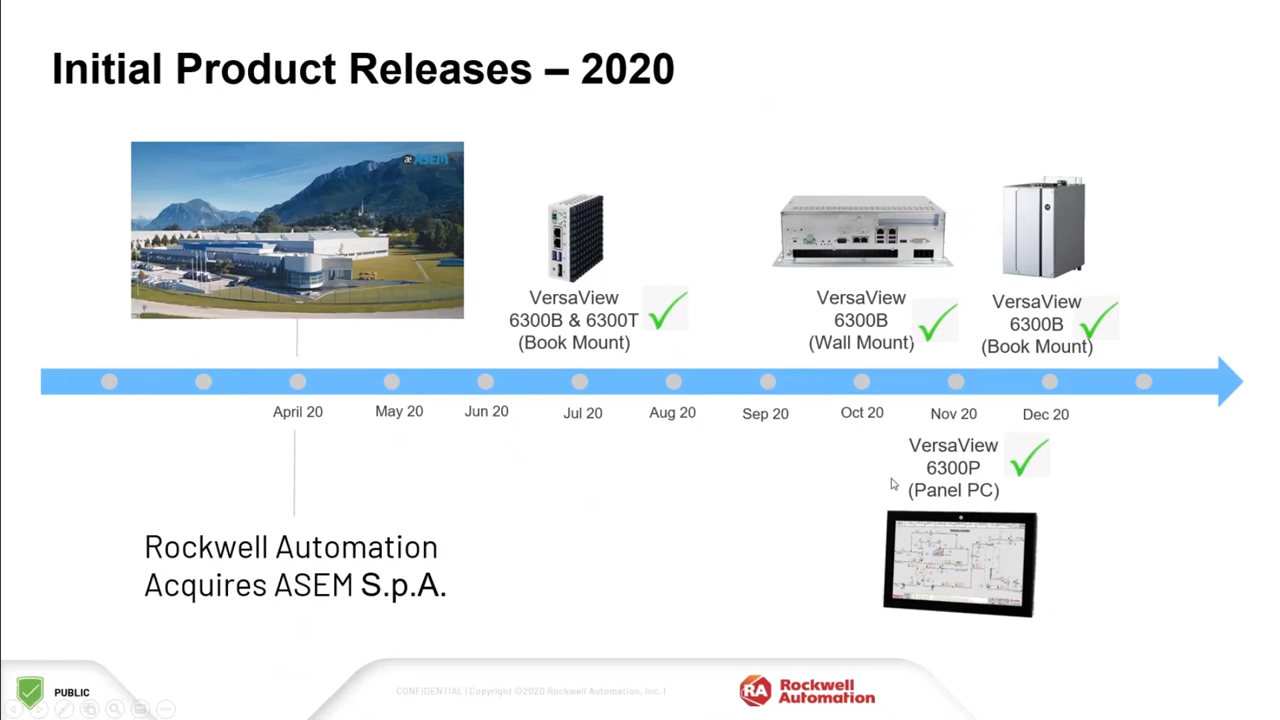 Initial Product Releases – 2020
ASEM
VersaView
6300B & 6300T
(Book Mount)
VersaView
6300B
(Wall Mount)
VersaView
6300B
(Book Mount)
April 20
May 20
Jun 20
Jul 20
Aug 20
Sep 20
Oct 20
Nov 20
Dec 20
VersaView
6300P
(Panel PC)
Rockwell Automation
Acquires ASEM S.p.A.
PUBLIC
CONFIDENTIAL | Copyright ©2020 Rockwell Automation, Inc. |
RA
Rockwell
Automation